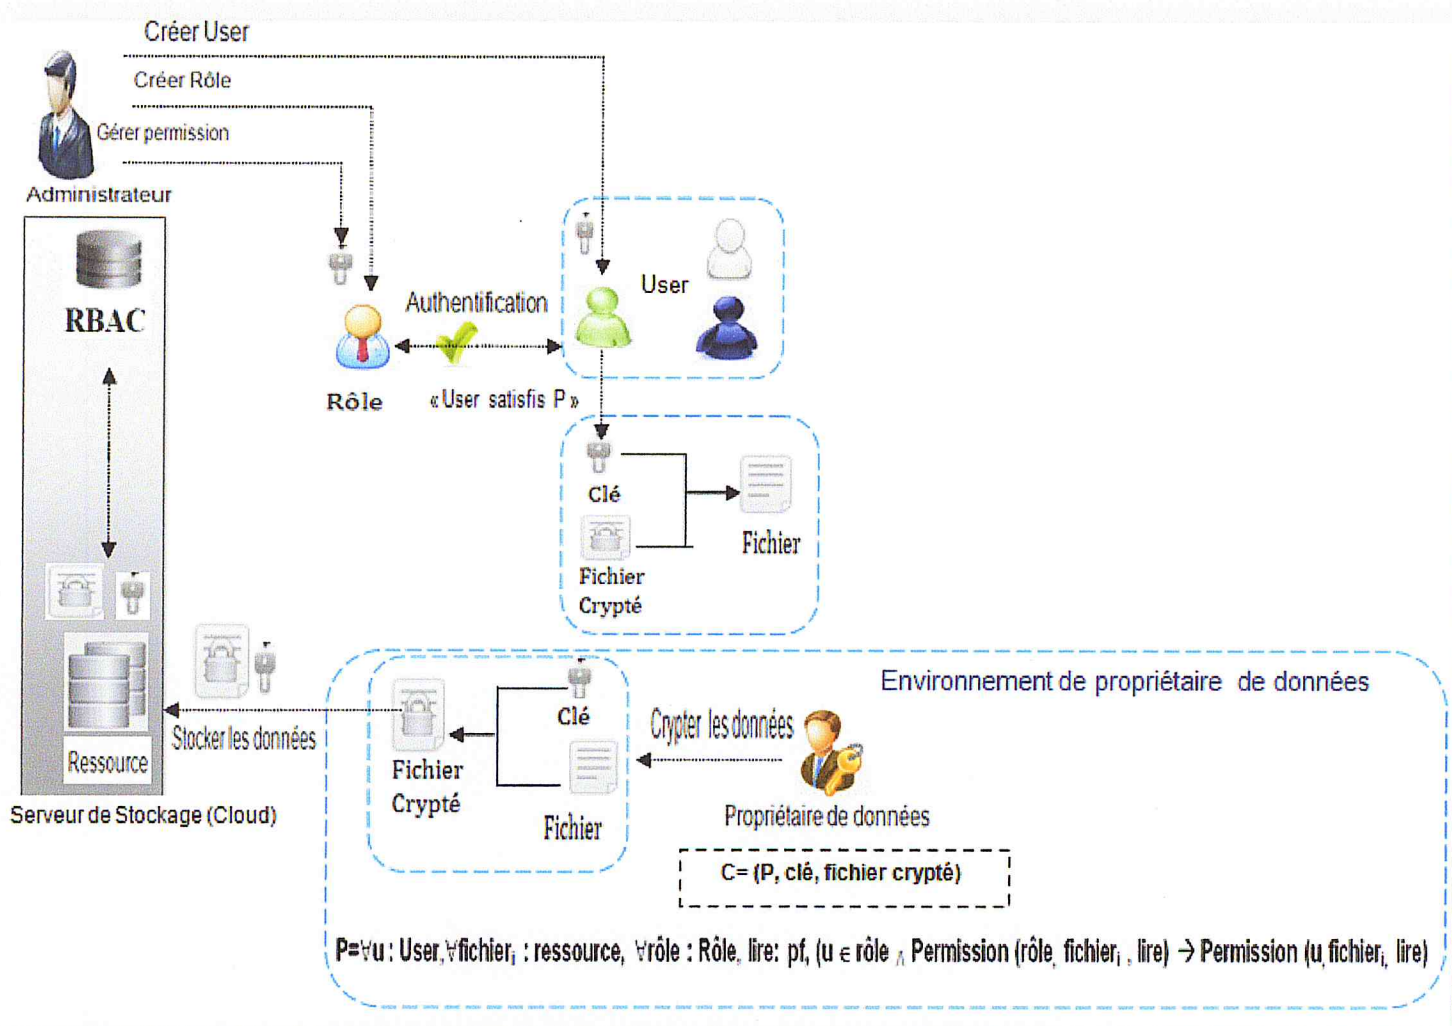 Créer User
Créer Rôle
Gérer permission
Administrateur
RBAC
Authentification
User
Rôle
« User satisfis P »
Clé
Fichier
Fichier
Crypté
Environnement de propriétaire de données
Clé
Crypter les données
Stocker les données
Ressource
Fichier
Crypté
Fichier
Serveur de Stockage (Cloud)
Propriétaire de données
C= (P, clé, fichier crypté)
P=∀u : User,∀fichierᵢ : ressource, ∀rôle : Rôle, lire: pf, (u ∈ rôle ∧ Permission (rôle, fichierᵢ , lire) → Permission (u, fichierᵢ, lire)